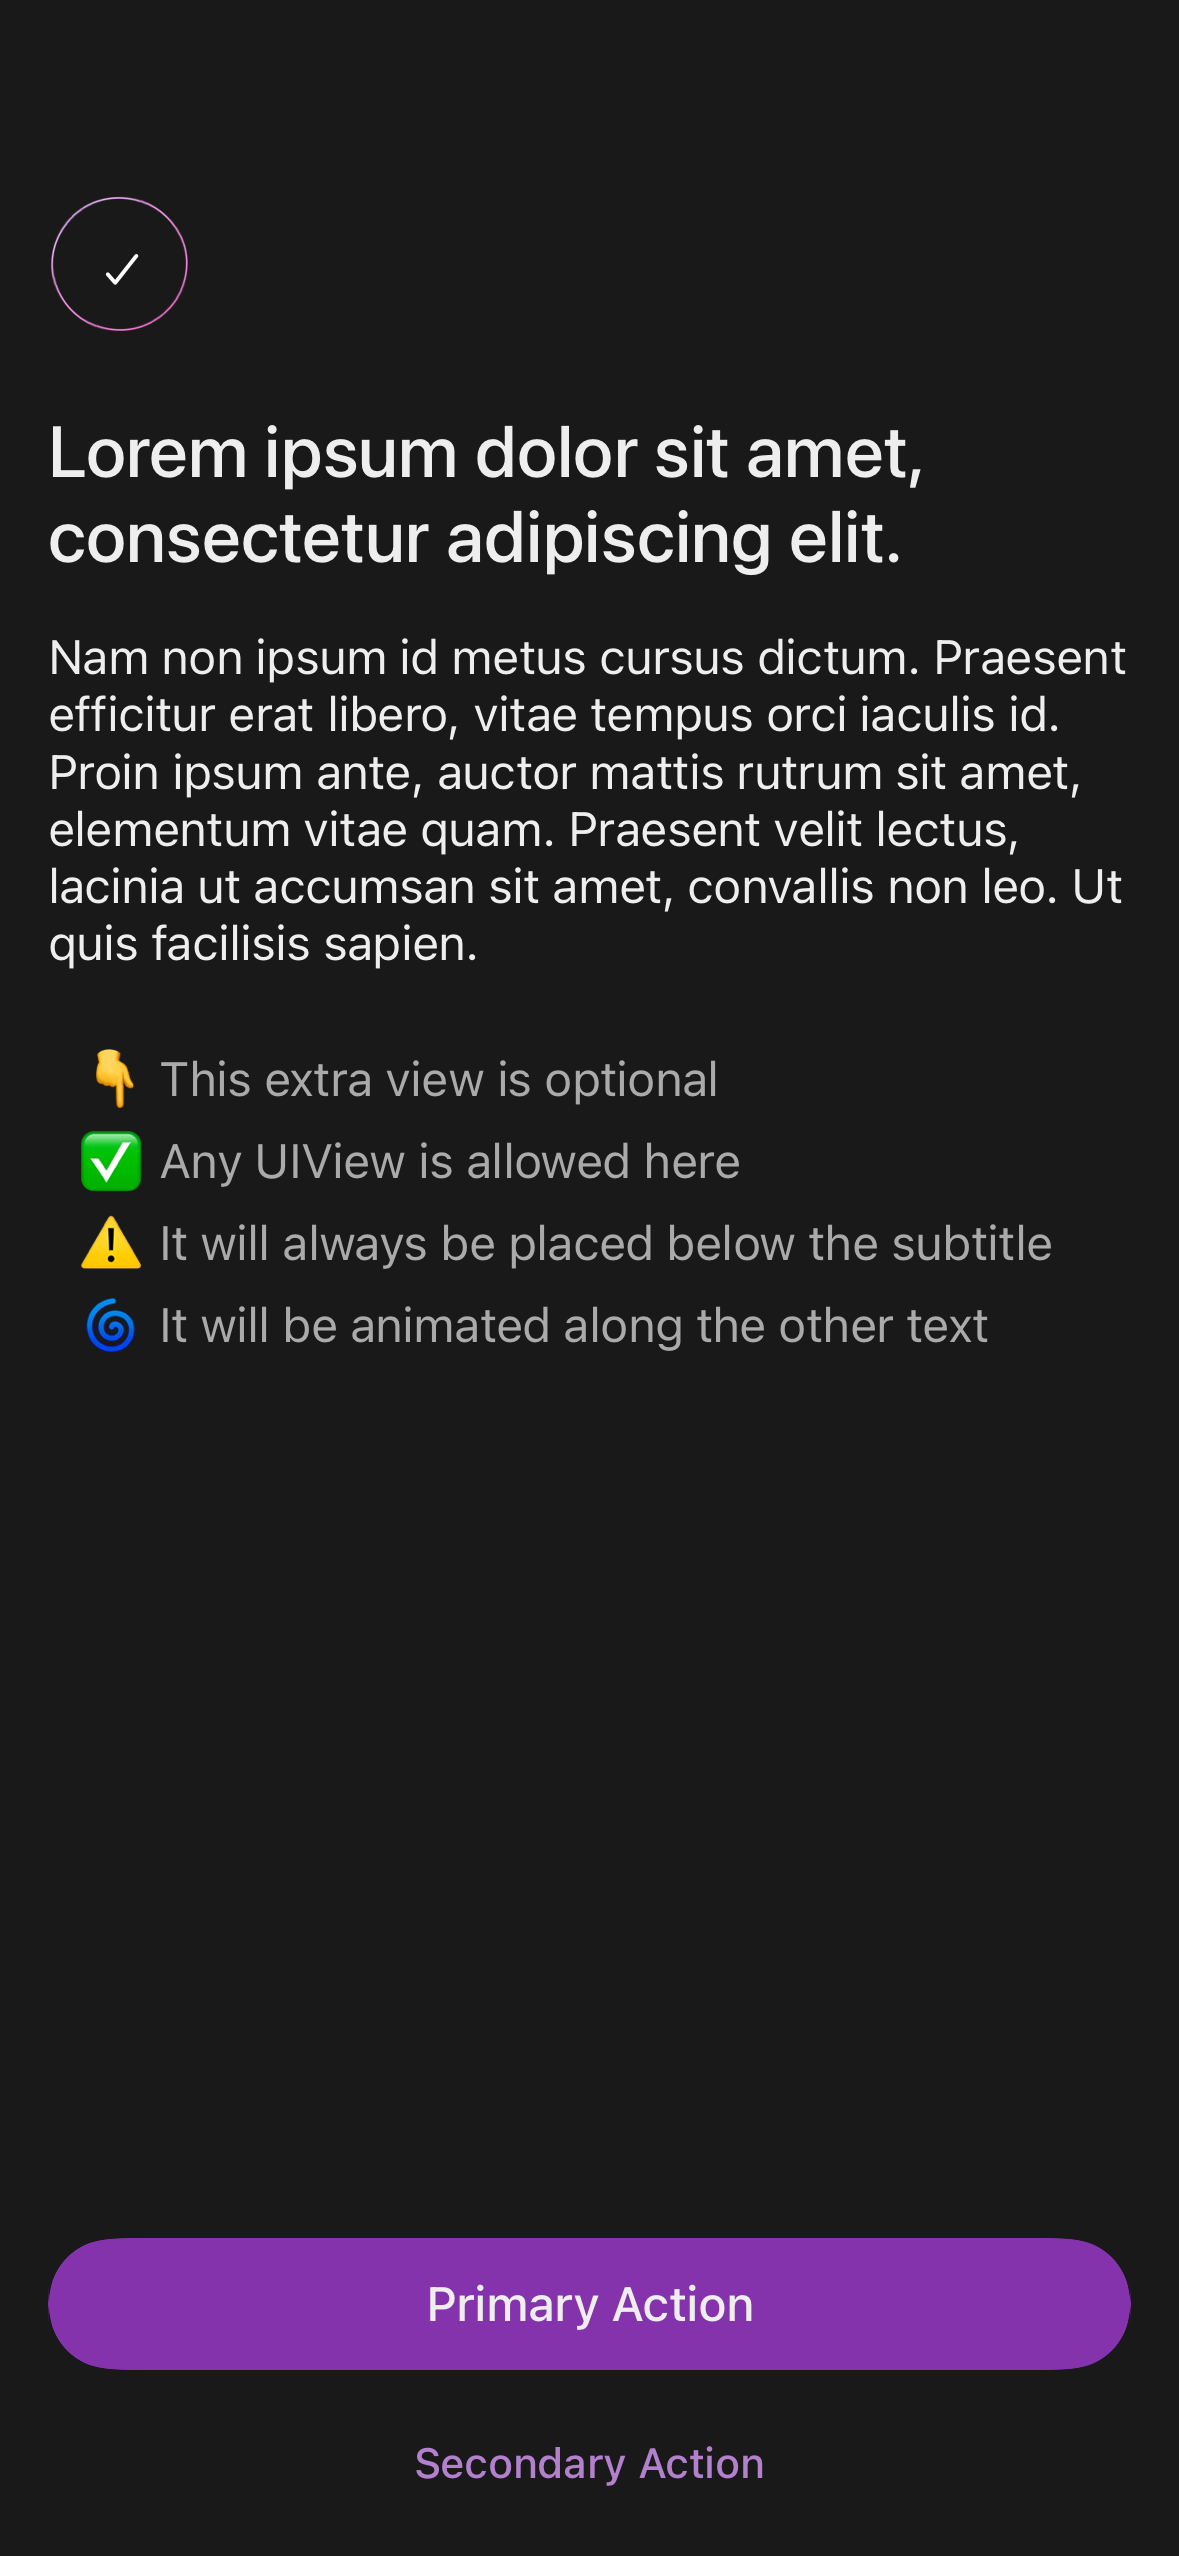 Lorem ipsum dolor sit amet,
consectetur adipiscing elit.
Nam non ipsum id metus cursus dictum. Praesent
efficitur erat libero, vitae tempus orci iaculis id.
Proin ipsum ante, auctor mattis rutrum sit amet,
elementum vitae quam. Praesent velit lectus,
lacinia ut accumsan sit amet, convallis non leo. Ut
quis facilisis sapien.
👇 This extra view is optional
✅ Any UIView is allowed here
⚠️ It will always be placed below the subtitle
🌀 It will be animated along the other text
Primary Action
Secondary Action